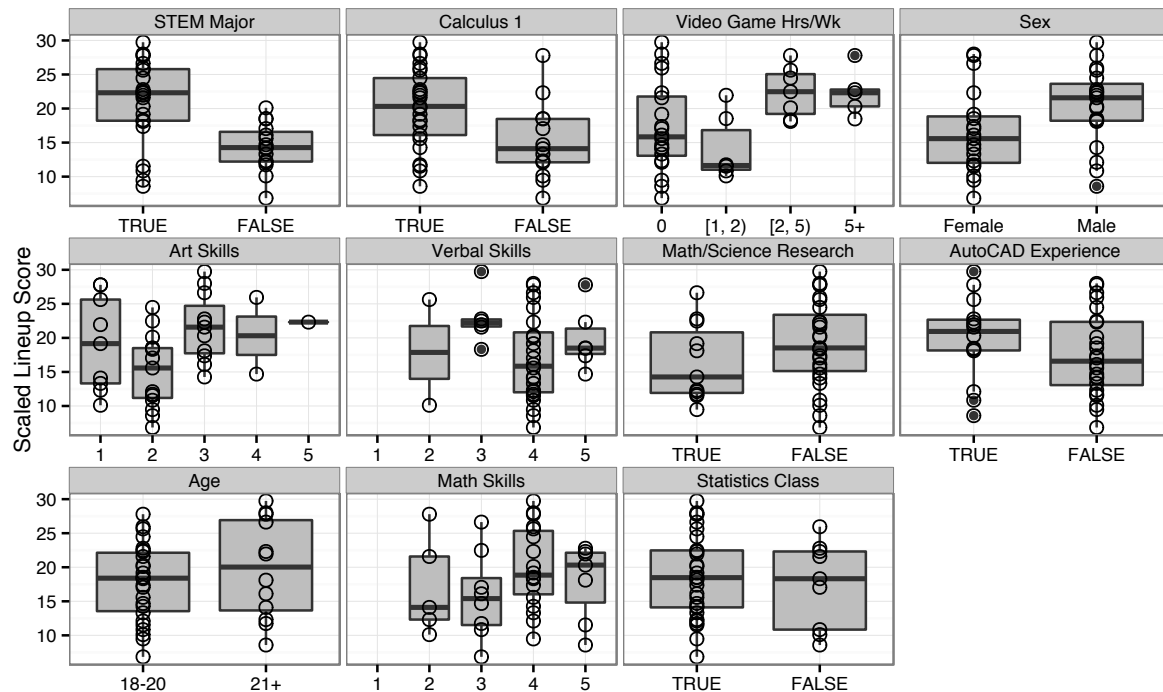 STEM Major
Calculus 1
Video Game Hrs/Wk
Sex
30
25
20
15
10
TRUE
FALSE
TRUE
FALSE
0
[1, 2)
[2, 5)
5+
Female
Male
Art Skills
Verbal Skills
Math/Science Research
AutoCAD Experience
Scaled Lineup Score
30
25
20
15
10
1
2
3
4
5
1
2
3
4
5
TRUE
FALSE
TRUE
FALSE
Age
Math Skills
Statistics Class
30
25
20
15
10
18-20
21+
1
2
3
4
5
TRUE
FALSE